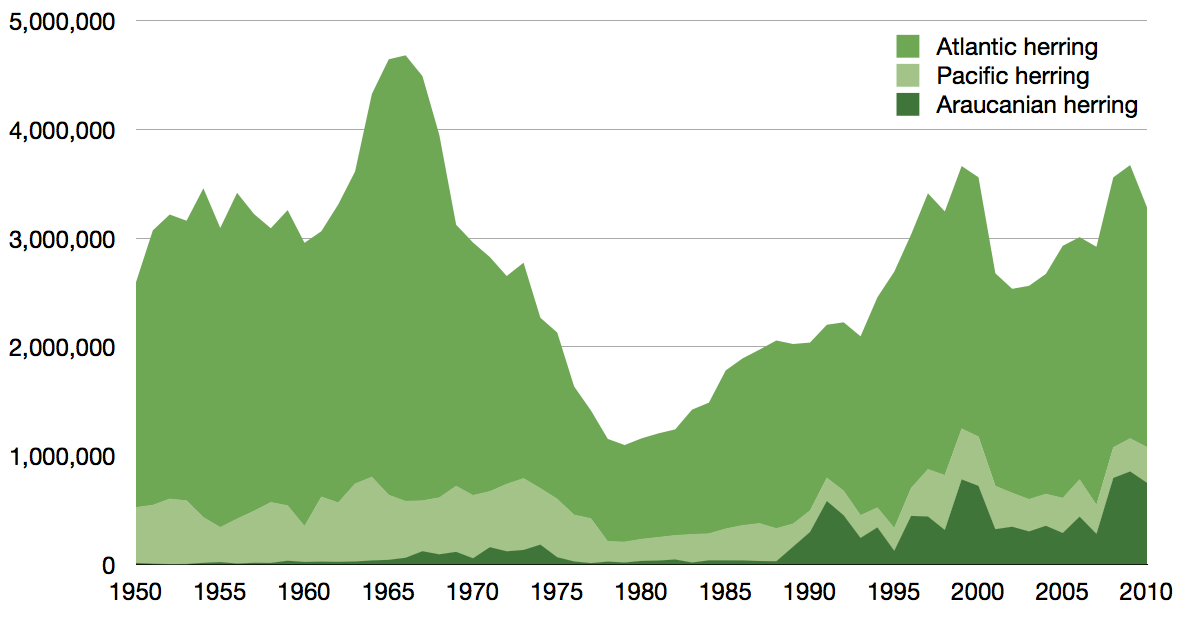 5,000,000
Atlantic herring
Pacific herring
Araucanian herring
4,000,000
3,000,000
2,000,000
1,000,000
0
1950 1955 1960 1965 1970 1975 1980 1985 1990 1995 2000 2005 2010